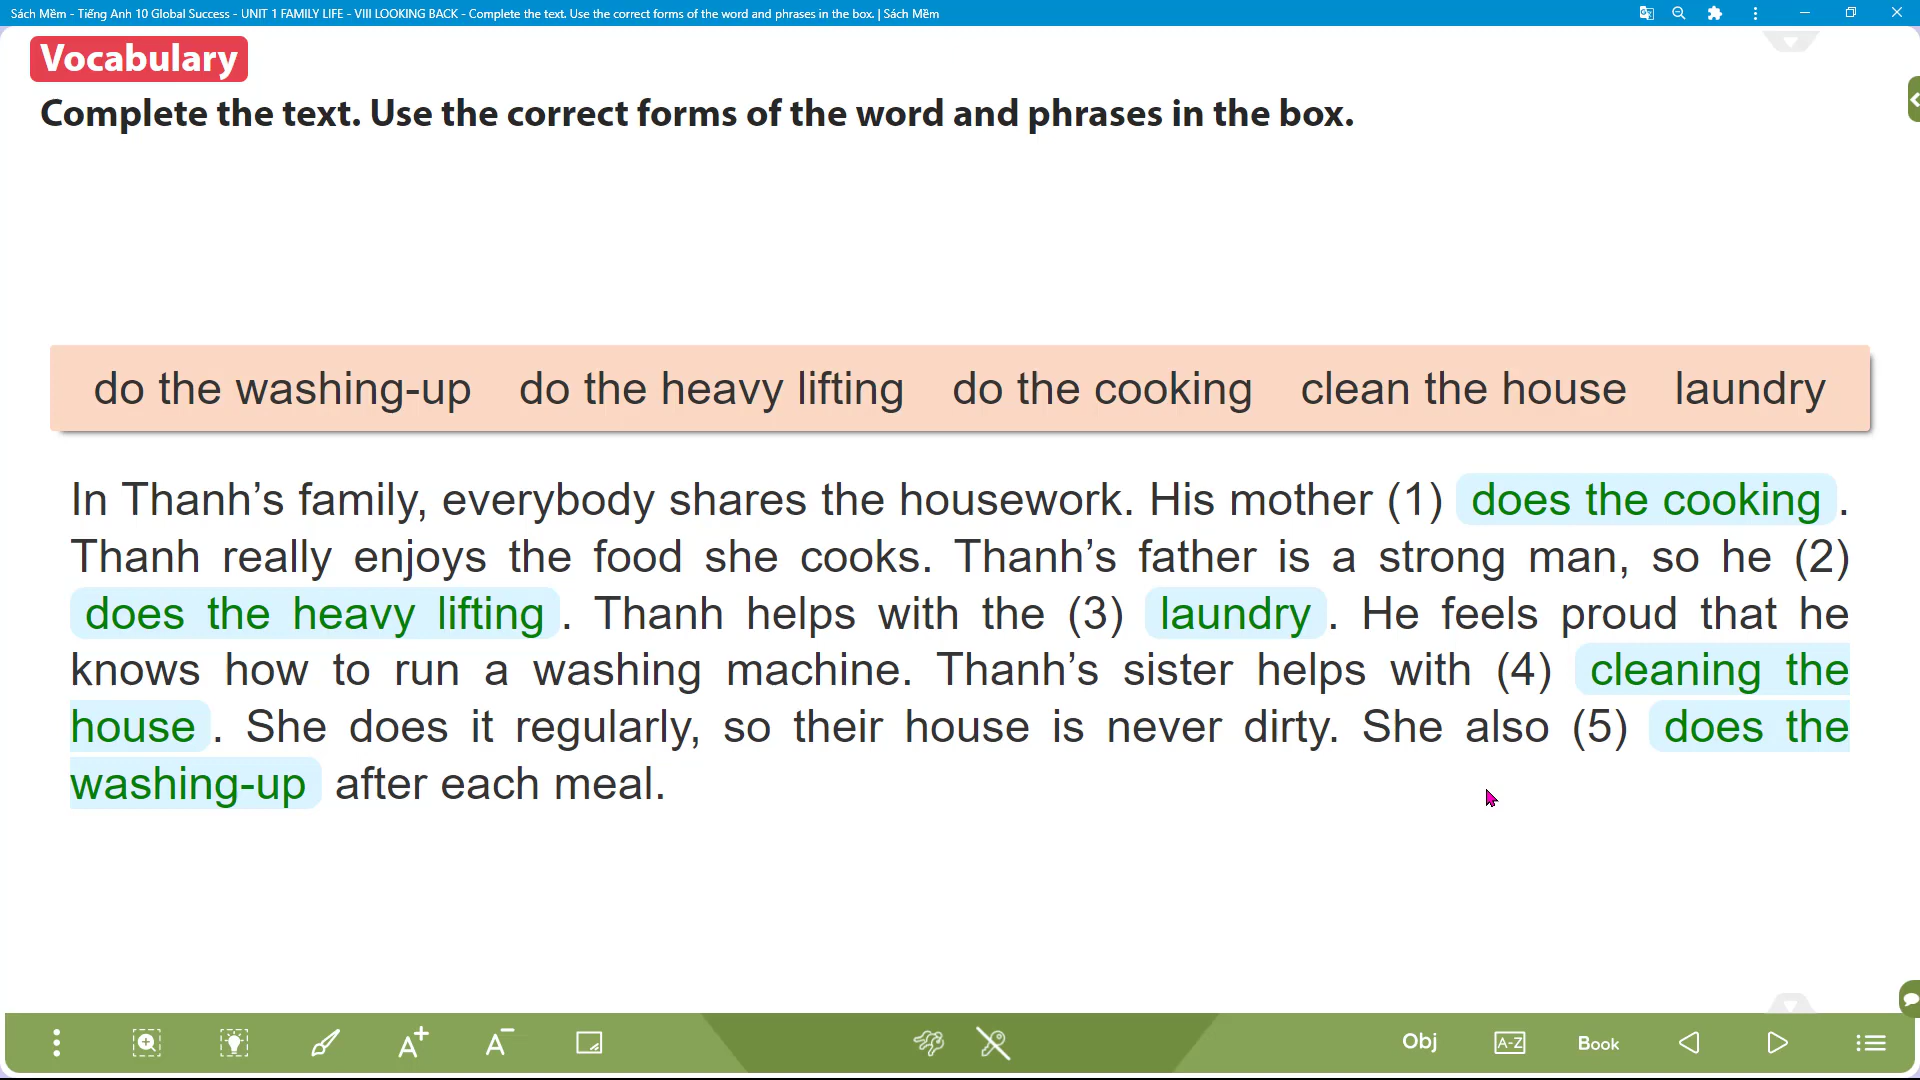 Sách Mềm - Tiếng Anh 10 Global Success - UNIT 1 FAMILY LIFE - VIII LOOKING BACK - Complete the text. Use the correct forms of the word and phrases in the box. | Sách Mềm
Vocabulary
Complete the text. Use the correct forms of the word and phrases in the box.
do the washing-up do the heavy lifting do the cooking clean the house laundry
In Thanh’s family, everybody shares the housework. His mother (1) does the cooking .
Thanh really enjoys the food she cooks. Thanh’s father is a strong man, so he (2)
does the heavy lifting . Thanh helps with the (3) laundry . He feels proud that he
knows how to run a washing machine. Thanh’s sister helps with (4) cleaning the
house . She does it regularly, so their house is never dirty. She also (5) does the
washing-up after each meal.
A+ A- Obj A-Z Book